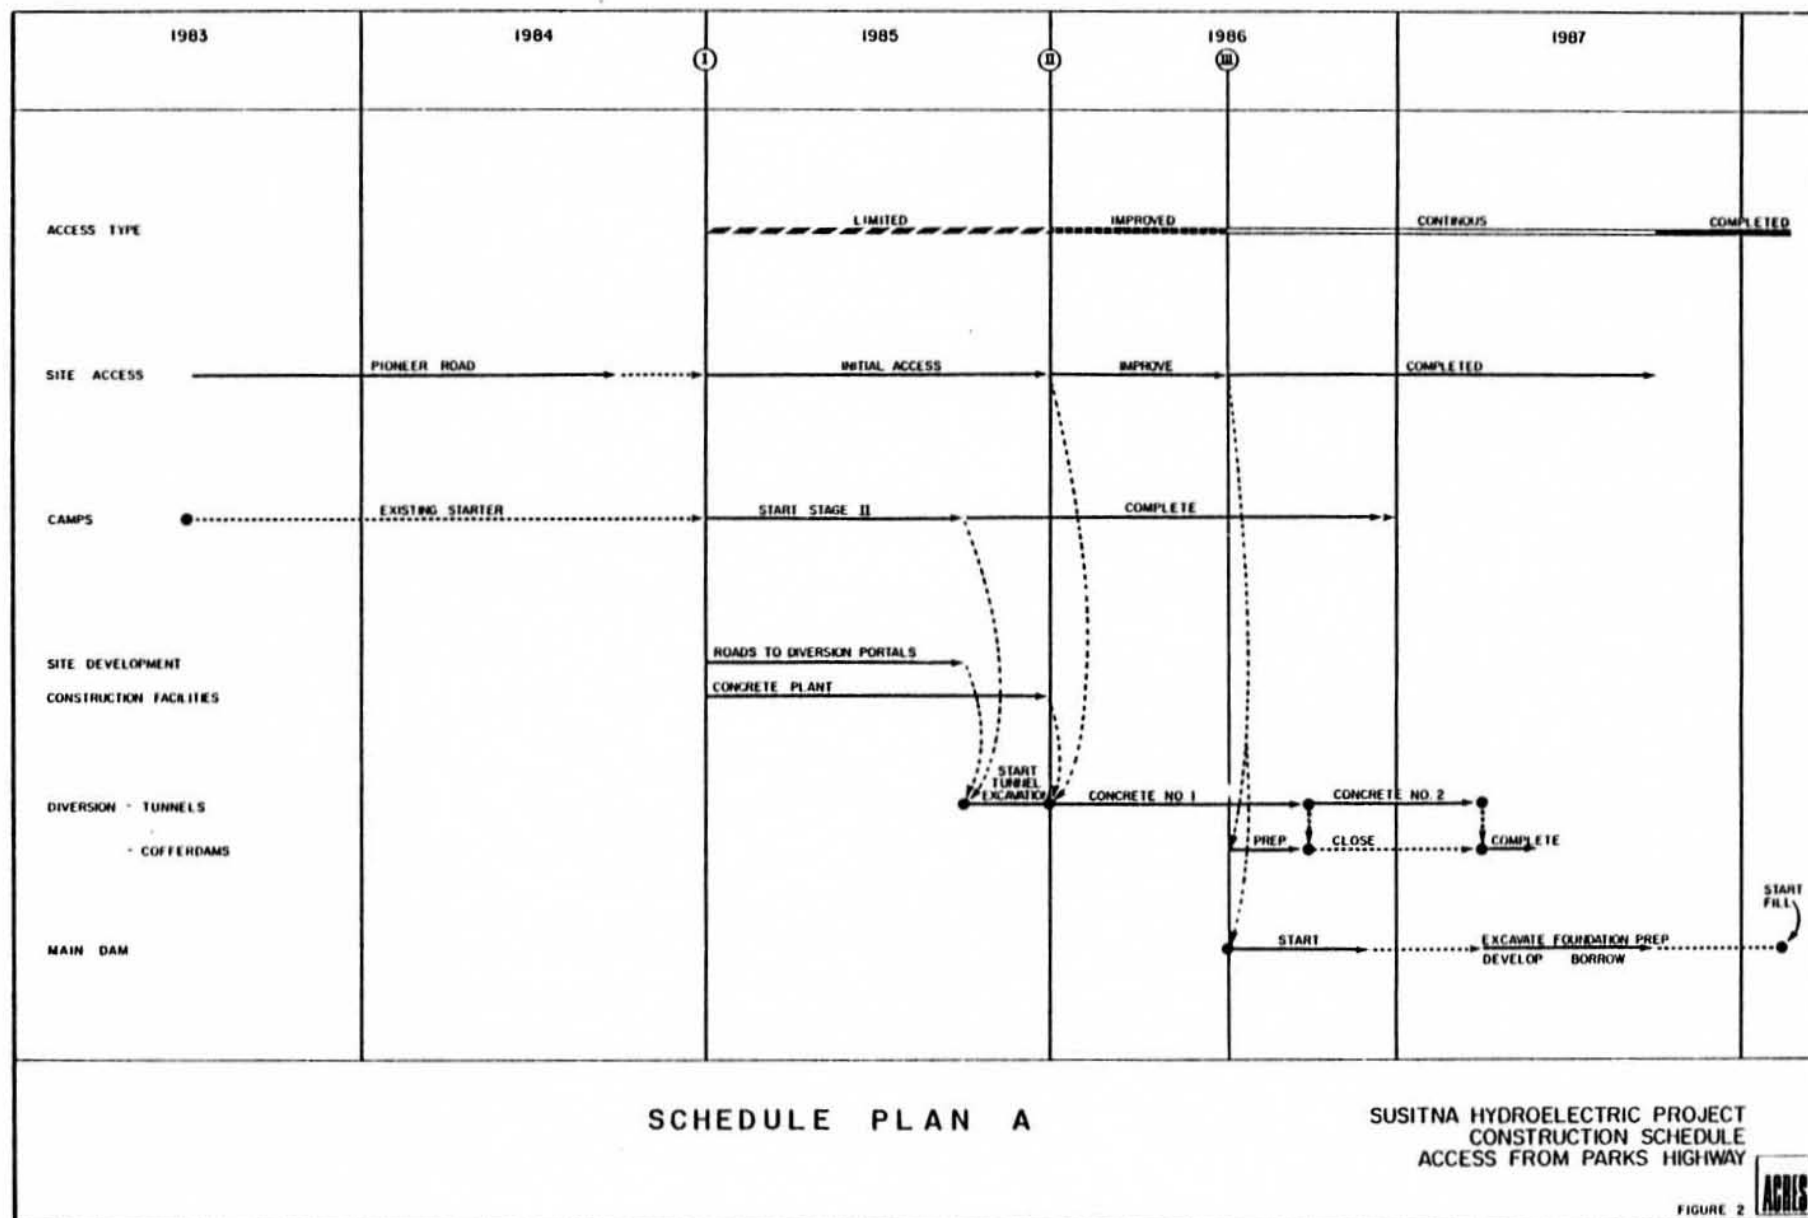 1983 1984 1985 1986 1987
I II III
ACCESS TYPE LIMITED IMPROVED CONTINOUS COMPLETED
SITE ACCESS PIONEER ROAD INITIAL ACCESS IMPROVE COMPLETED
CAMPS EXISTING STARTER START STAGE II COMPLETE
SITE DEVELOPMENT ROADS TO DIVERSION PORTALS
CONSTRUCTION FACILITIES CONCRETE PLANT
START
TUNNEL
EXCAVATION
DIVERSION - TUNNELS CONCRETE NO 1 CONCRETE NO. 2
- COFFERDAMS PREP CLOSE COMPLETE
START
FILL
MAIN DAM START EXCAVATE FOUNDATION PREP
DEVELOP BORROW
SCHEDULE PLAN A
SUSITNA HYDROELECTRIC PROJECT
CONSTRUCTION SCHEDULE
ACCESS FROM PARKS HIGHWAY
FIGURE 2
ACRES